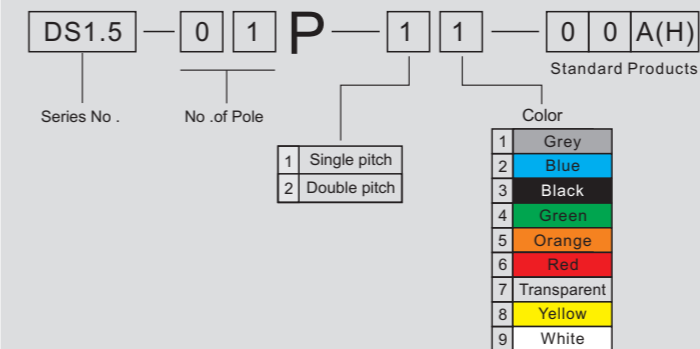 DS1.5 — 0 1 P — 1 1 — 0 0 A(H)
Standard Products
Series No . No .of Pole Color
1 Single pitch
2 Double pitch
1 Grey
2 Blue
3 Black
4 Green
5 Orange
6 Red
7 Transparent
8 Yellow
9 White